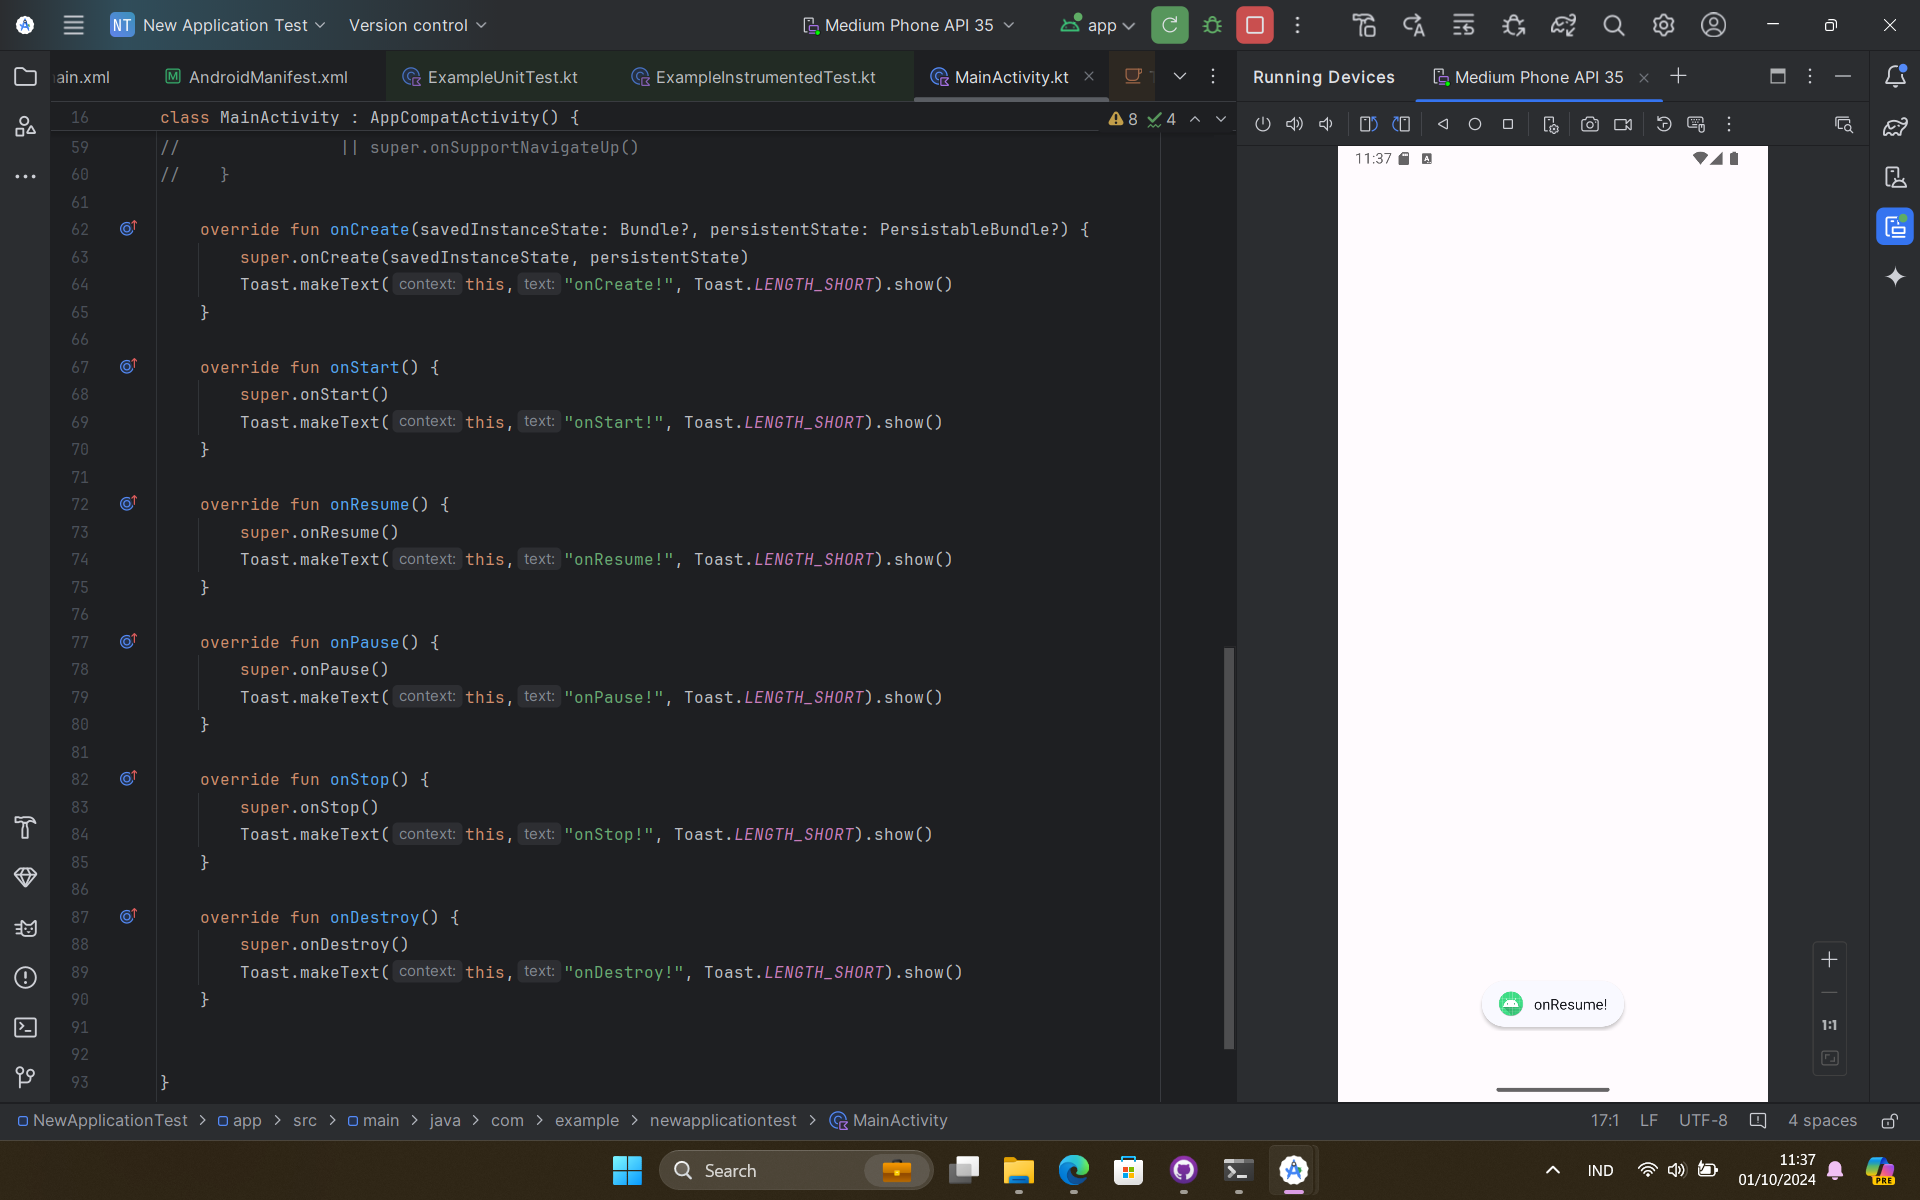 NT New Application Test Version control Medium Phone API 35 app
ain.xml AndroidManifest.xml ExampleUnitTest.kt ExampleInstrumentedTest.kt MainActivity.kt Running Devices Medium Phone API 35
16 class MainActivity : AppCompatActivity() { 8 4
59 // || super.onSupportNavigateUp()
60 // }
61
62 override fun onCreate(savedInstanceState: Bundle?, persistentState: PersistableBundle?) {
63 super.onCreate(savedInstanceState, persistentState)
64 Toast.makeText( context: this, text: "onCreate!", Toast.LENGTH_SHORT).show()
65 }
66
67 override fun onStart() {
68 super.onStart()
69 Toast.makeText( context: this, text: "onStart!", Toast.LENGTH_SHORT).show()
70 }
71
72 override fun onResume() {
73 super.onResume()
74 Toast.makeText( context: this, text: "onResume!", Toast.LENGTH_SHORT).show()
75 }
76
77 override fun onPause() {
78 super.onPause()
79 Toast.makeText( context: this, text: "onPause!", Toast.LENGTH_SHORT).show()
80 }
81
82 override fun onStop() {
83 super.onStop()
84 Toast.makeText( context: this, text: "onStop!", Toast.LENGTH_SHORT).show()
85 }
86
87 override fun onDestroy() {
88 super.onDestroy()
89 Toast.makeText( context: this, text: "onDestroy!", Toast.LENGTH_SHORT).show()
90 }
91
92
93 }
11:37
onResume!
1:1
NewApplicationTest > app > src > main > java > com > example > newapplicationtest > MainActivity 17:1 LF UTF-8 4 spaces
Search IND 11:37
01/10/2024
PRE